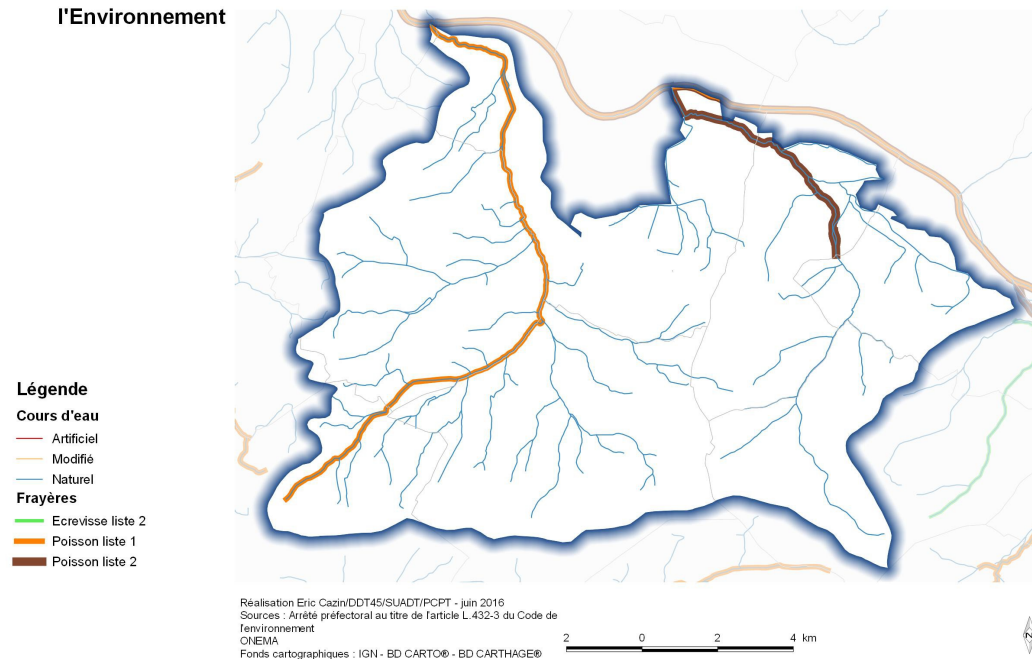 l'Environnement
Légende
Cours d'eau
Artificiel
Modifié
Naturel
Frayères
Ecrevisse liste 2
Poisson liste 1
Poisson liste 2
Réalisation Eric Cazin/DDT45/SUADT/PCPT - juin 2016
Sources : Arrêté préfectoral au titre de l'article L.432-3 du Code de
l'environnement
ONEMA
Fonds cartographiques : IGN - BD CARTO® - BD CARTHAGE®
2 0 2 4 km
N